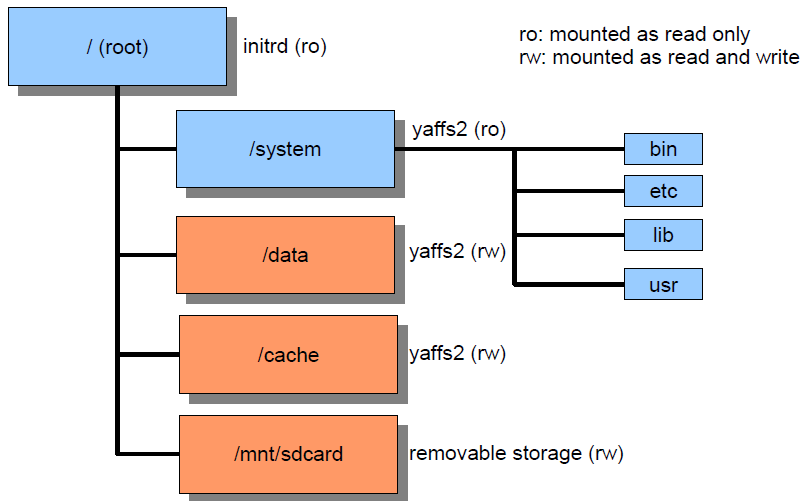 / (root)
initrd (ro)
ro: mounted as read only
rw: mounted as read and write
/system
yaffs2 (ro)
bin
etc
lib
usr
/data
yaffs2 (rw)
/cache
yaffs2 (rw)
/mnt/sdcard
removable storage (rw)